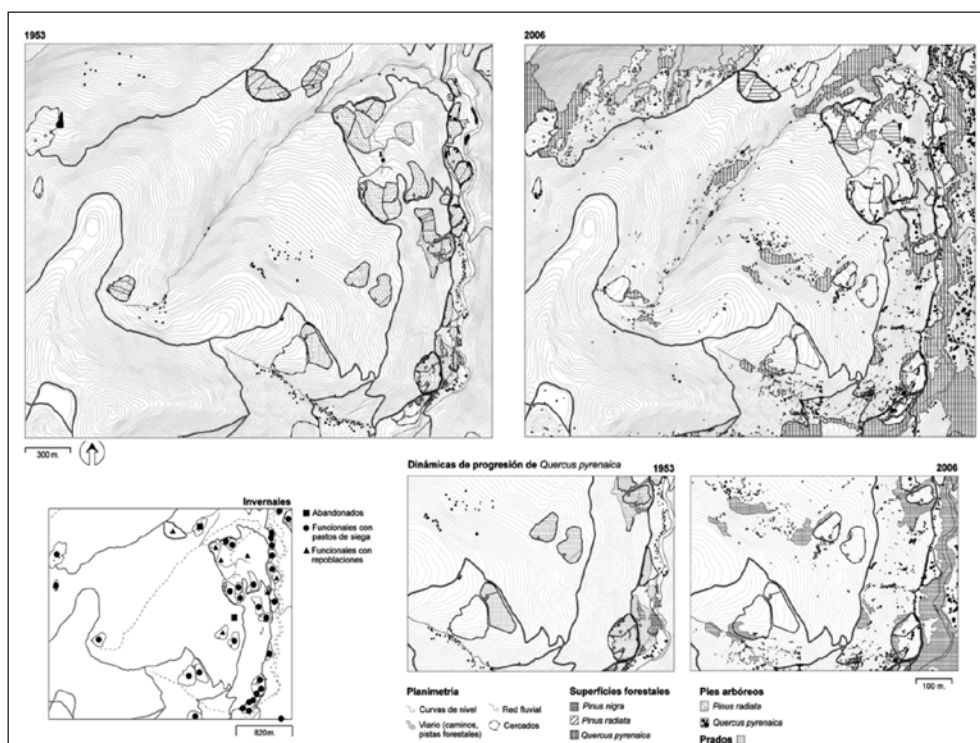 1953
2006
300 m.
Dinámicas de progresión de Quercus pyrenaica
1953
2006
Invernales
Abandonados
Funcionales con
pastos de siega
Funcionales con
repoblaciones
820m.
100 m.
Planimetría
Curvas de nivel
Red fluvial
Viario (caminos,
pistas forestales)
Cercados
Superficies forestales
Pinus nigra
Pinus radiata
Quercus pyrenaica
Pies arbóreos
Pinus radiata
Quercus pyrenaica
Prados